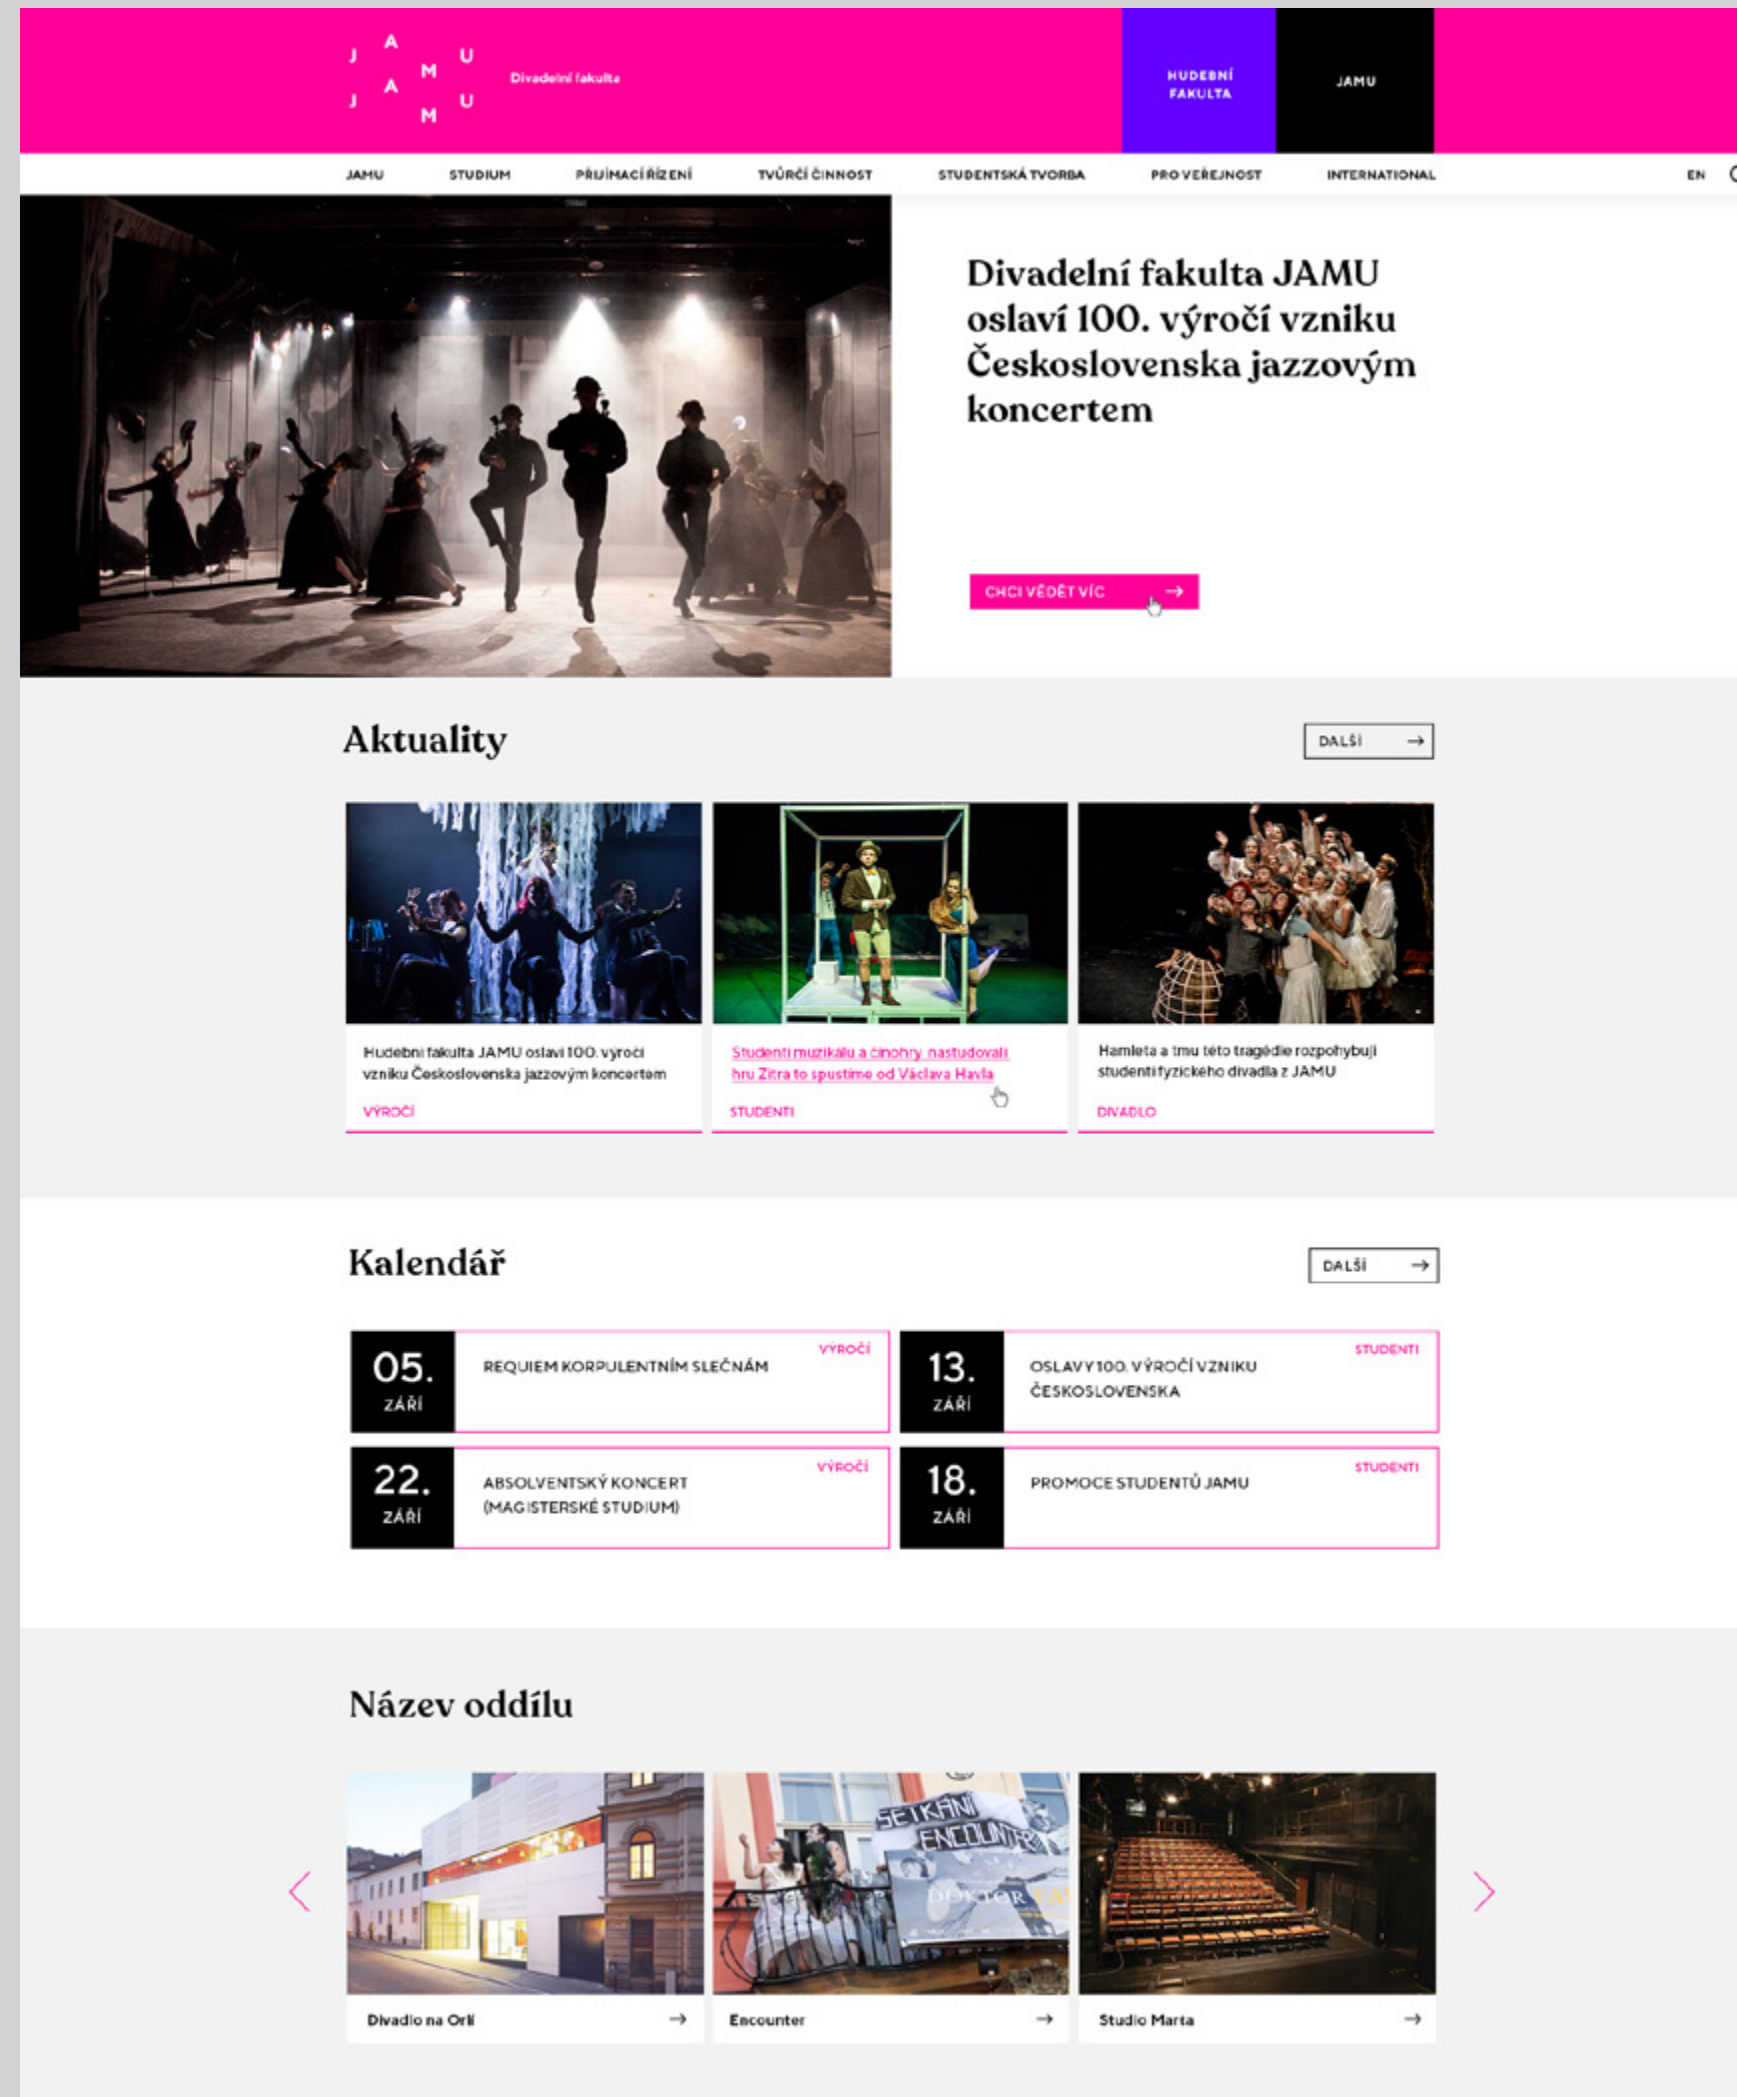 J A M U
J A M U
Divadelní fakulta
HUDEBNÍ
FAKULTA
JAMU
JAMU STUDIUM PŘIJÍMACÍ ŘÍZENÍ TVŮRČÍ ČINNOST STUDENTSKÁ TVORBA PRO VEŘEJNOST INTERNATIONAL EN
Divadelní fakulta JAMU
oslaví 100. výročí vzniku
Československa jazzovým
koncertem
CHCI VĚDĚT VÍC →
Aktuality
DALŠÍ →
Hudební fakulta JAMU oslaví 100. výročí
vzniku Československa jazzovým koncertem
VÝROČÍ
Studenti muzikálu a činohry nastudovali
hru Zítra to spustíme od Václava Havla
STUDENTI
Hamleta a tmu této tragédie rozpohybují
studenti fyzického divadla z JAMU
DIVADLO
Kalendář
DALŠÍ →
05.
ZÁŘÍ
REQUIEM KORPULENTNÍM SLEČNÁM
VÝROČÍ
13.
ZÁŘÍ
OSLAVY 100. VÝROČÍ VZNIKU
ČESKOSLOVENSKA
STUDENTI
22.
ZÁŘÍ
ABSOLVENTSKÝ KONCERT
(MAGISTERSKÉ STUDIUM)
VÝROČÍ
18.
ZÁŘÍ
PROMOCE STUDENTŮ JAMU
STUDENTI
Název oddílu
SETKÁNÍ
ENCOUNTER
DOKTOR
Divadlo na Orlí →
Encounter →
Studio Marta →